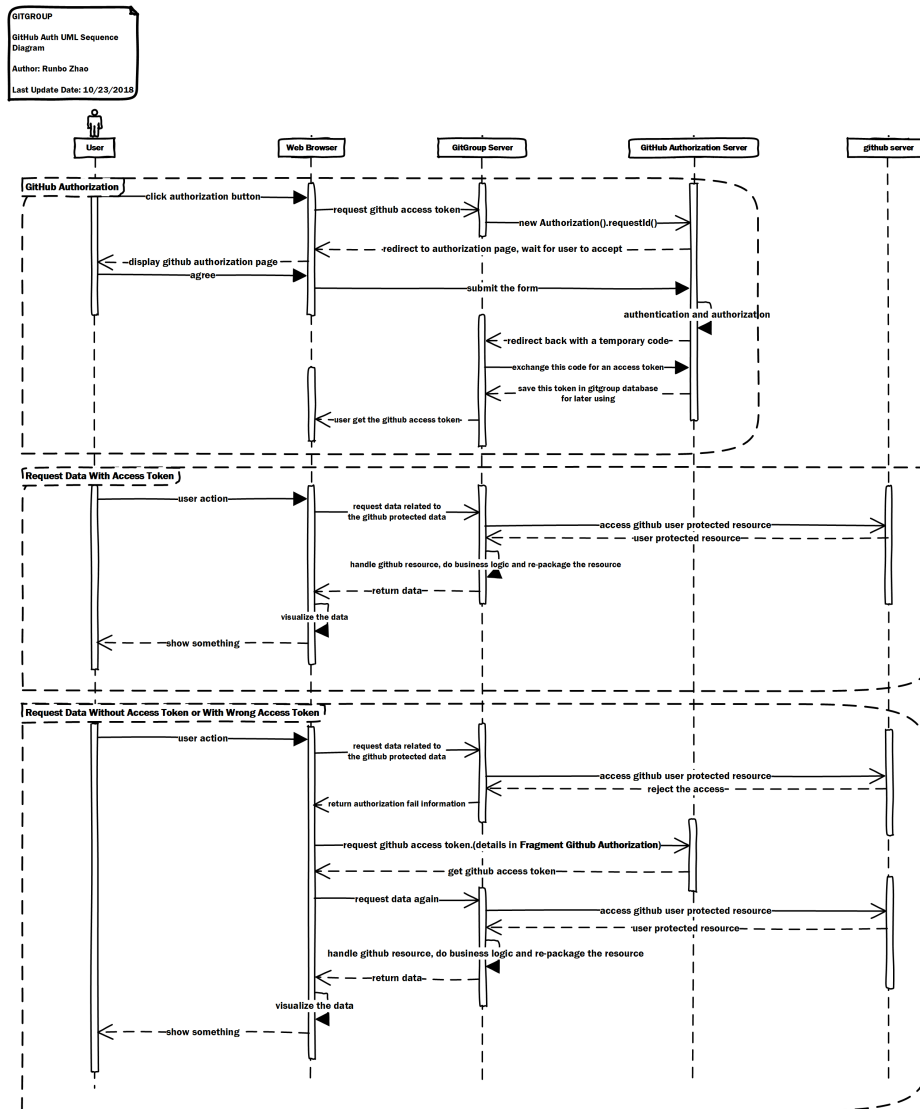 GITGROUP
GitHub Auth UML Sequence
Diagram
Author: Runbo Zhao
Last Update Date: 10/23/2018
User
Web Browser
GitGroup Server
GitHub Authorization Server
github server
GitHub Authorization
click authorization button
request github access token
new Authorization().requestId()
redirect to authorization page, wait for user to accept
display github authorization page
agree
submit the form
authentication and authorization
redirect back with a temporary code
exchange this code for an access token
save this token in gitgroup database
for later using
user get the github access token
Request Data With Access Token
user action
request data related to
the github protected data
access github user protected resource
user protected resource
handle github resource, do business logic and re-package the resource
return data
visualize the data
show something
Request Data Without Access Token or With Wrong Access Token
user action
request data related to
the github protected data
access github user protected resource
reject the access
return authorization fail information
request github access token.(details in Fragment Github Authorization)
get github access token
request data again
access github user protected resource
user protected resource
handle github resource, do business logic and re-package the resource
return data
visualize the data
show something